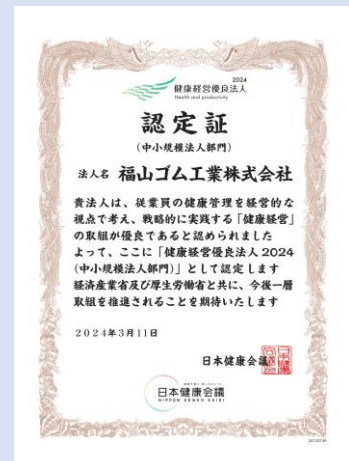 2024
健康経営優良法人
Health and productivity
認定証
(中小規模法人部門)
法人名 福山ゴム工業株式会社
貴法人は、従業員の健康管理を経営的な
視点で考え、戦略的に実践する「健康経営」
の取組が優良であると認められました
よって、ここに「健康経営優良法人2024
(中小規模法人部門)」として認定します
経済産業省及び厚生労働省と共に、今後一層
取組を推進されることを期待いたします
2024年3月11日
日本健康会議
日本健康会議
NIPPON KENKO KAIGI